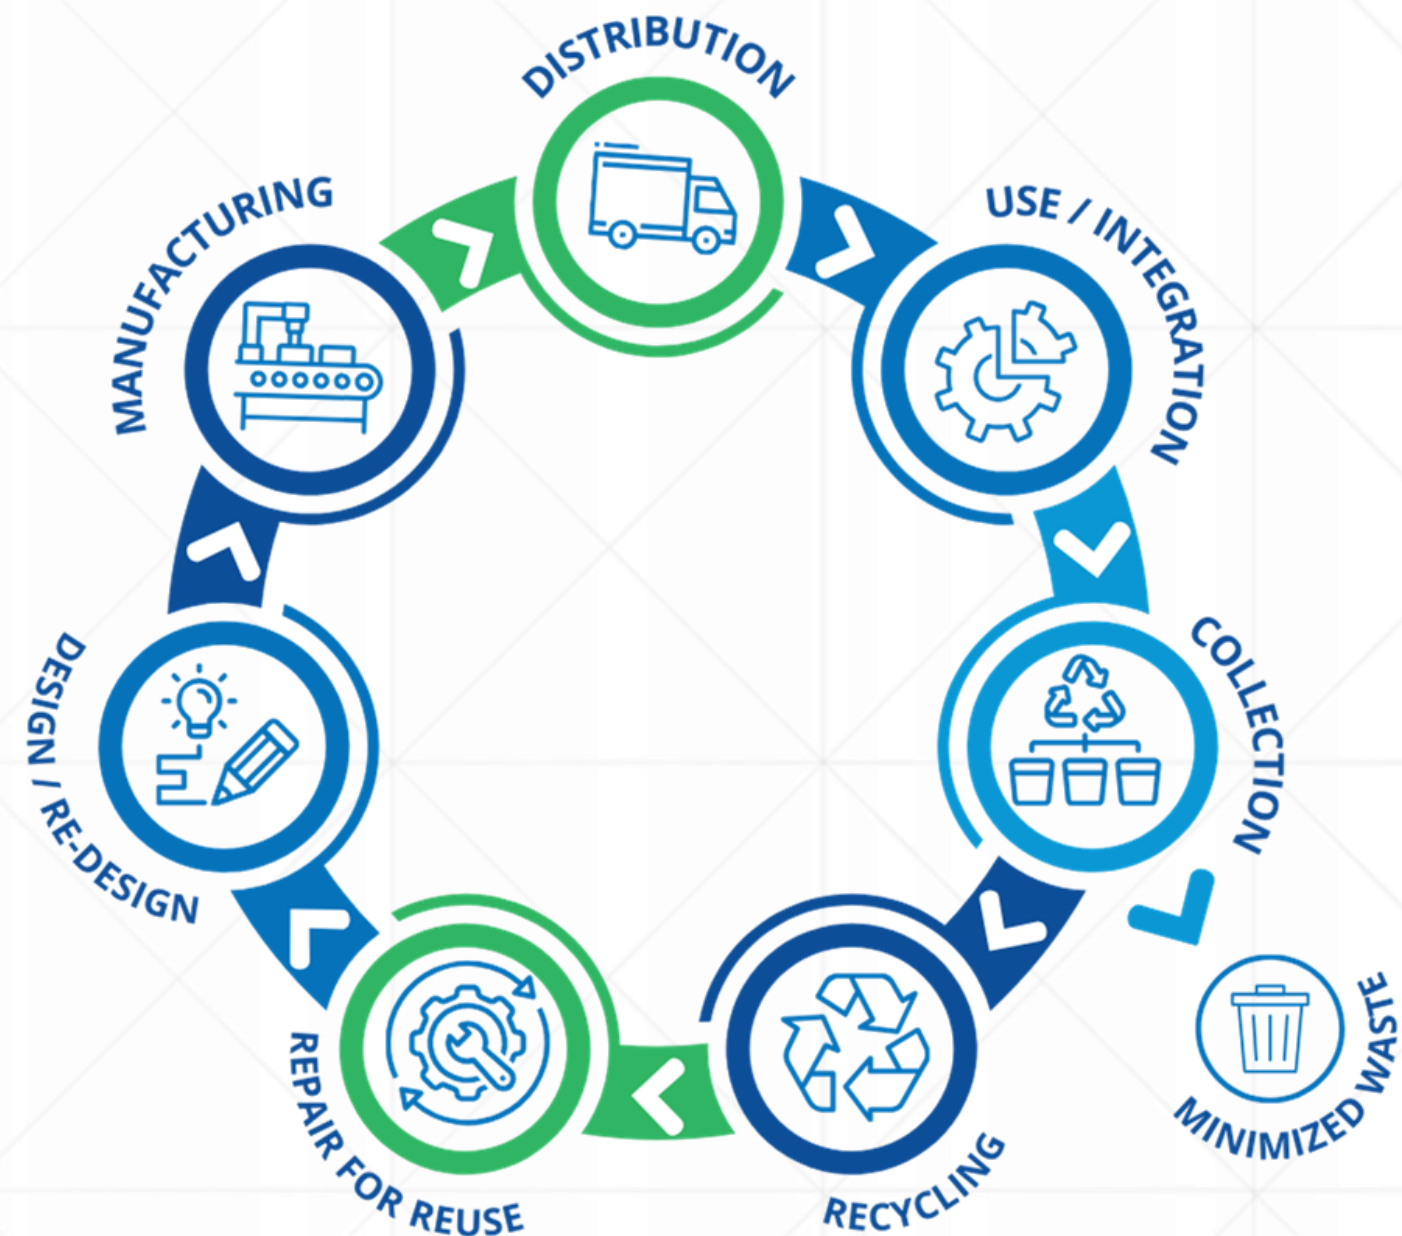 DISTRIBUTION
USE / INTEGRATION
COLLECTION
MINIMIZED WASTE
RECYCLING
REPAIR FOR REUSE
DESIGN / RE-DESIGN
MANUFACTURING